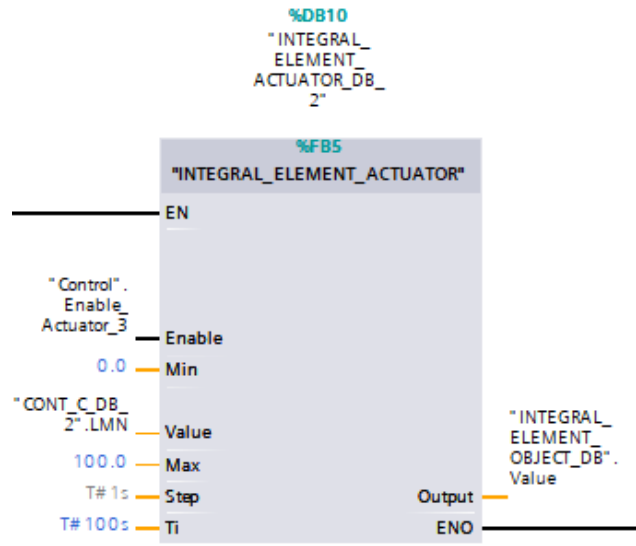 %DB10
"INTEGRAL_
ELEMENT_
ACTUATOR_DB_
2"
%FB5
"INTEGRAL_ELEMENT_ACTUATOR"
EN
"Control".
Enable_
Actuator_3
Enable
0.0
Min
"CONT_C_DB_
2".LMN
Value
100.0
Max
T#1s
Step
T#100s
Ti
"INTEGRAL_
ELEMENT_
OBJECT_DB".
Value
Output
ENO